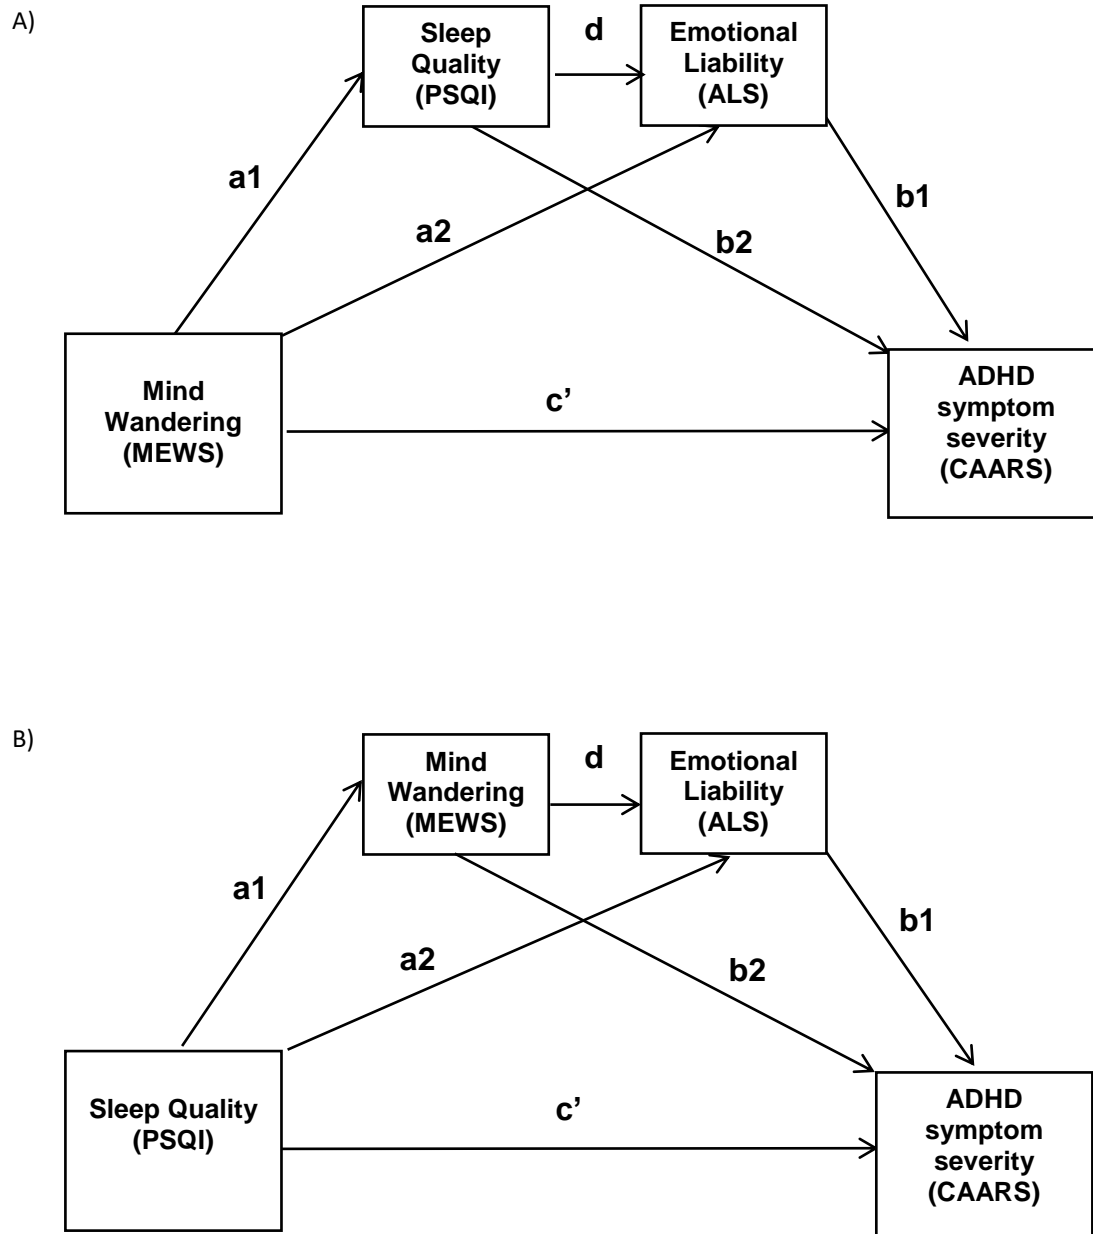 A)
Sleep
Quality
(PSQI)
d
Emotional
Liability
(ALS)
a1
a2
b2
b1
Mind
Wandering
(MEWS)
c’
ADHD
symptom
severity
(CAARS)
B)
Mind
Wandering
(MEWS)
d
Emotional
Liability
(ALS)
a1
a2
b2
b1
Sleep Quality
(PSQI)
c’
ADHD
symptom
severity
(CAARS)